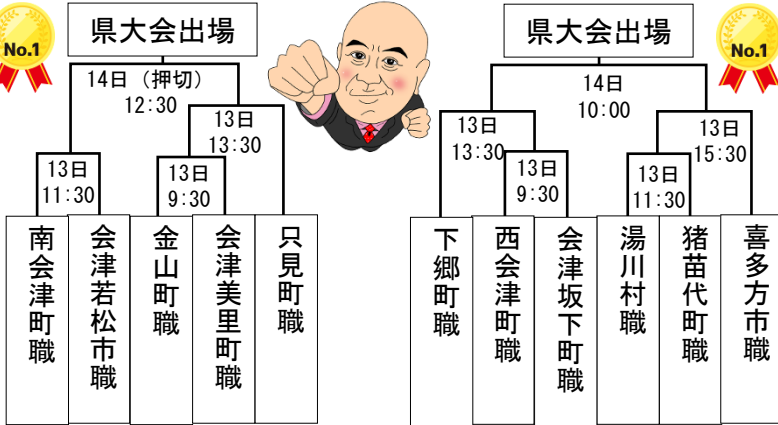 No.1
県大会出場
14日（押切）
12:30
13日
13:30
13日
11:30
13日
9:30
南会津町職
会津若松市職
金山町職
会津美里町職
只見町職
県大会出場
No.1
14日
10:00
13日
13:30
13日
15:30
13日
9:30
13日
11:30
下郷町職
西会津町職
会津坂下町職
湯川村職
猪苗代町職
喜多方市職